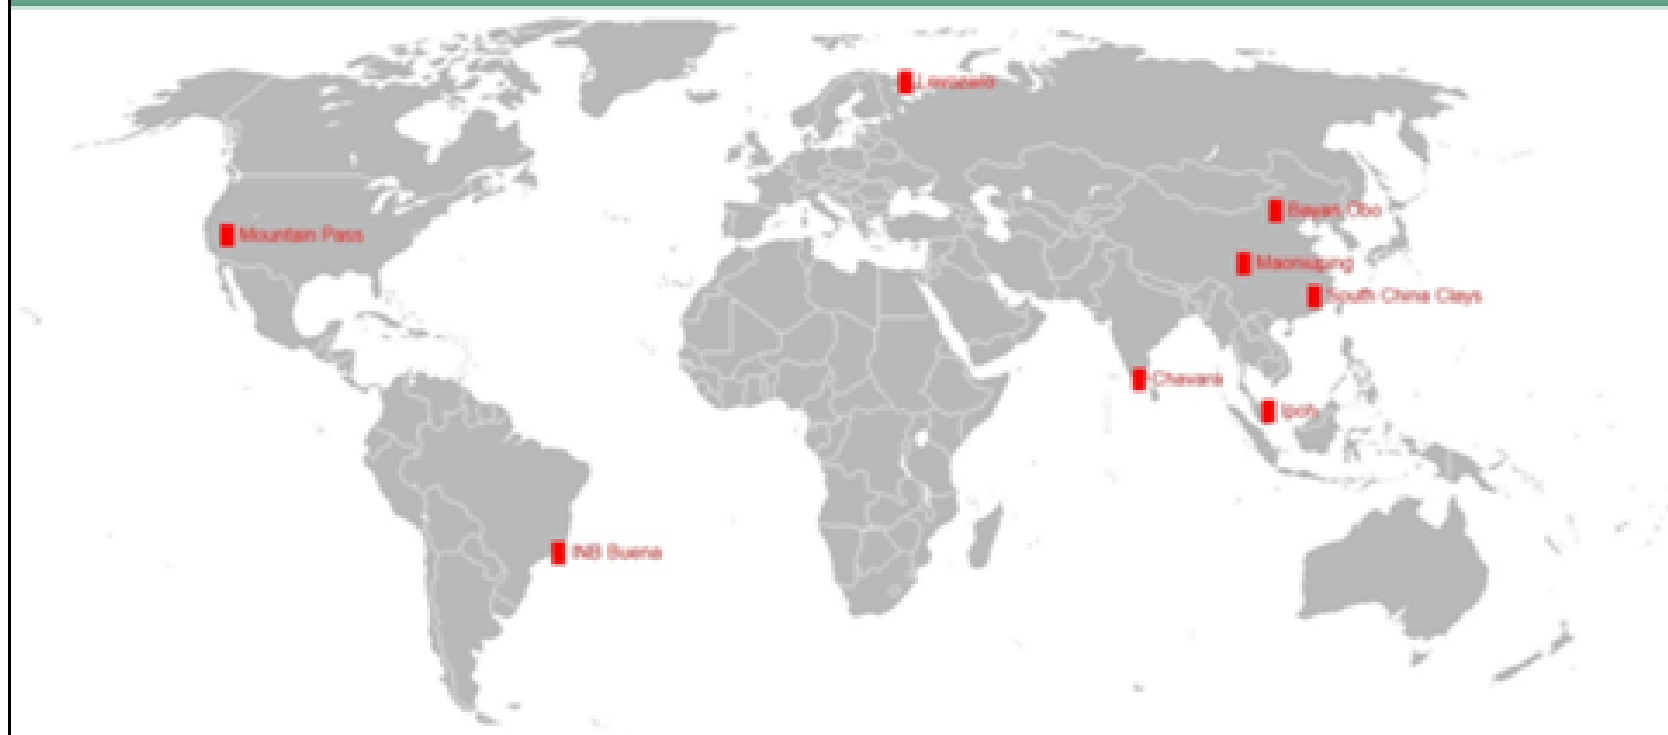 Mountain Pass
Bayan Obo
Maoniuping
South China Clays
Chavara
Ipoh
INB Buena